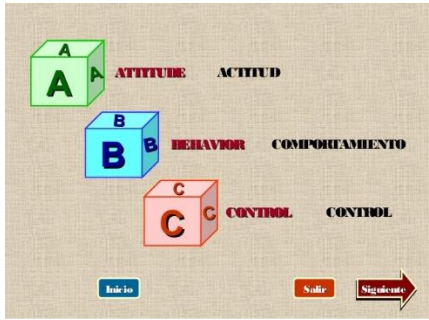 A A A ATTITUDE ACTITUD
B B B BEHAVIOR COMPORTAMIENTO
C C C CONTROL CONTROL
Inicio Salir Siguiente